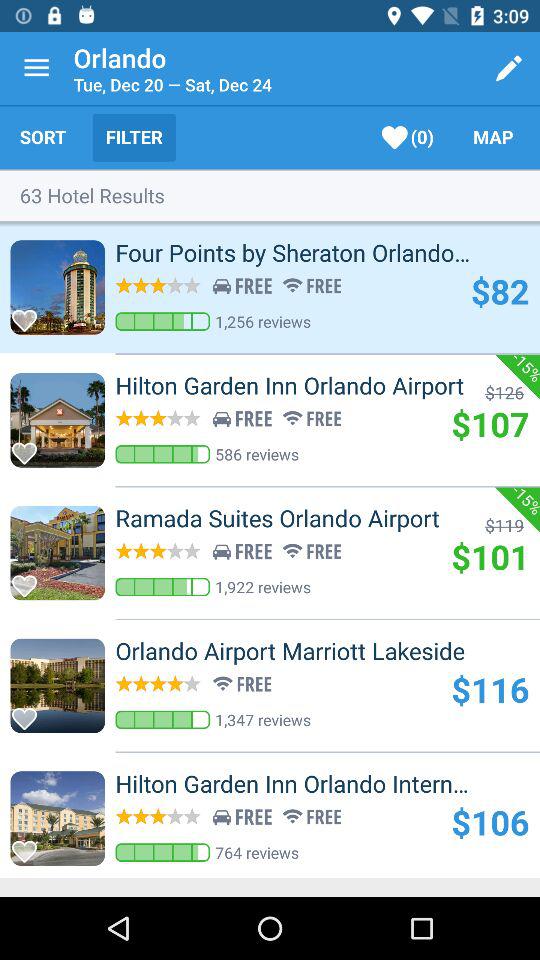 3:09
Orlando
Tue, Dec 20 — Sat, Dec 24
SORT FILTER (0) MAP
63 Hotel Results
Four Points by Sheraton Orlando…
FREE FREE
$82
1,256 reviews
-15%
Hilton Garden Inn Orlando Airport
$126
FREE FREE
$107
586 reviews
-15%
Ramada Suites Orlando Airport
$119
FREE FREE
$101
1,922 reviews
Orlando Airport Marriott Lakeside
FREE
$116
1,347 reviews
Hilton Garden Inn Orlando Intern…
FREE FREE
$106
764 reviews